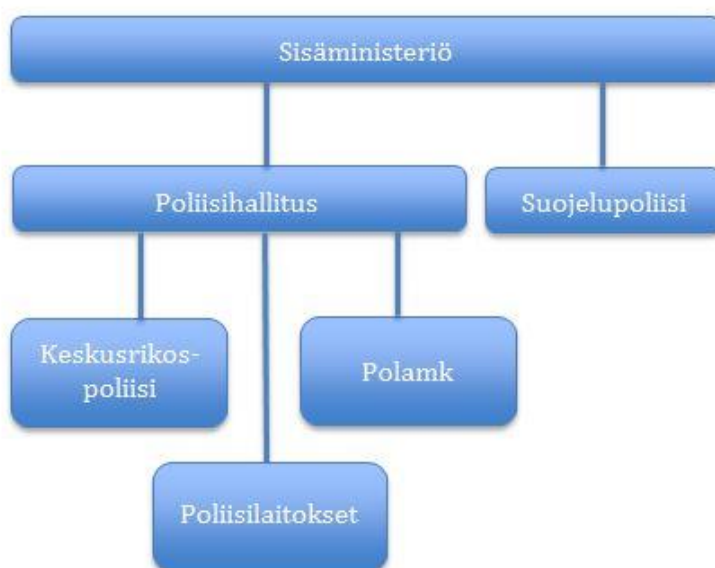 Sisäministeriö
Poliisihallitus
Suojelupoliisi
Keskusrikos-
poliisi
Polamk
Poliisilaitokset